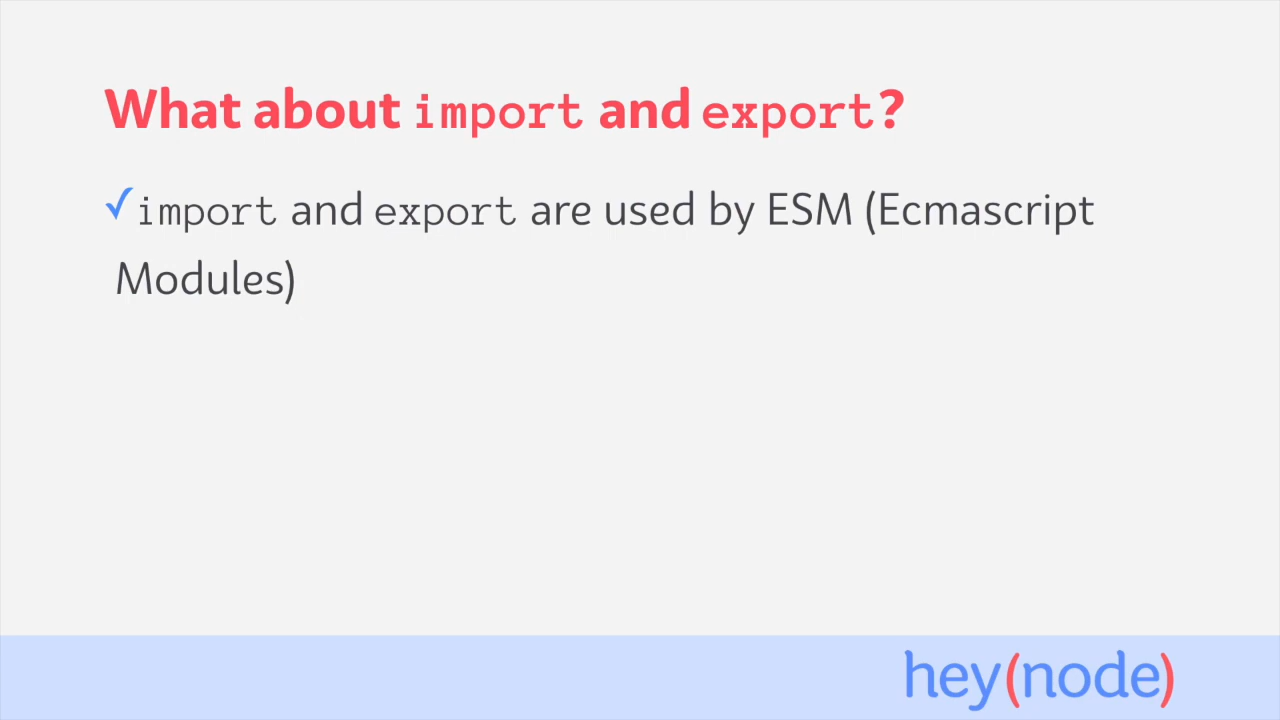 What about import and export?
✓import and export are used by ESM (Ecmascript
Modules)
hey(node)